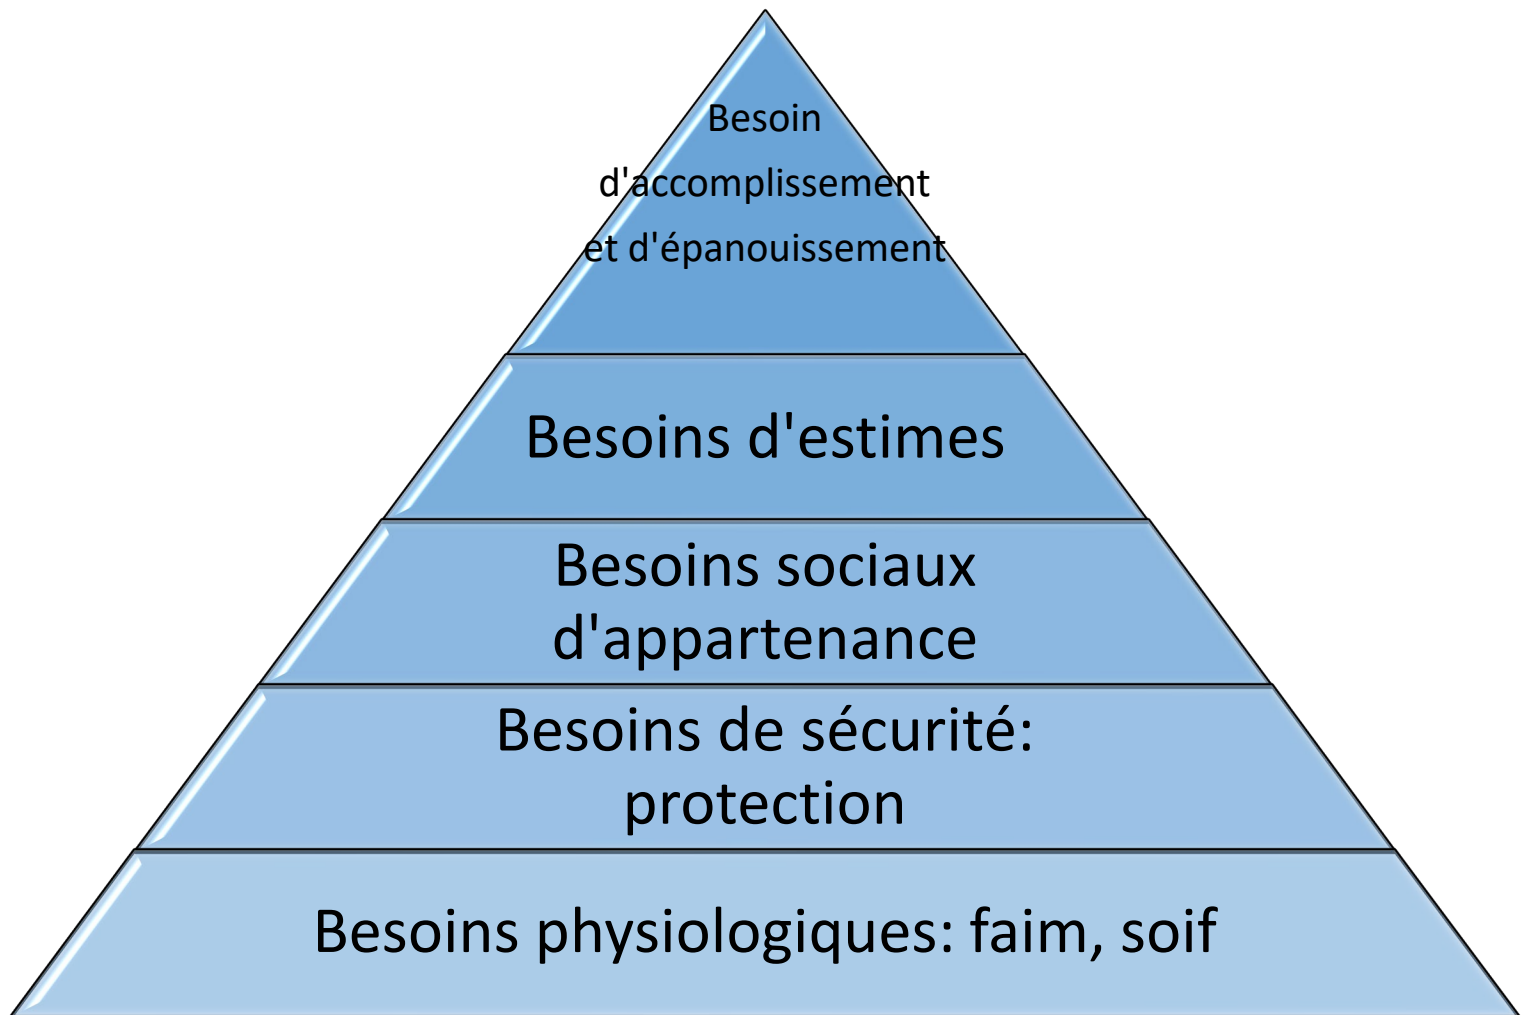 Besoin
d'accomplissement
et d'épanouissement
Besoins d'estimes
Besoins sociaux
d'appartenance
Besoins de sécurité:
protection
Besoins physiologiques: faim, soif